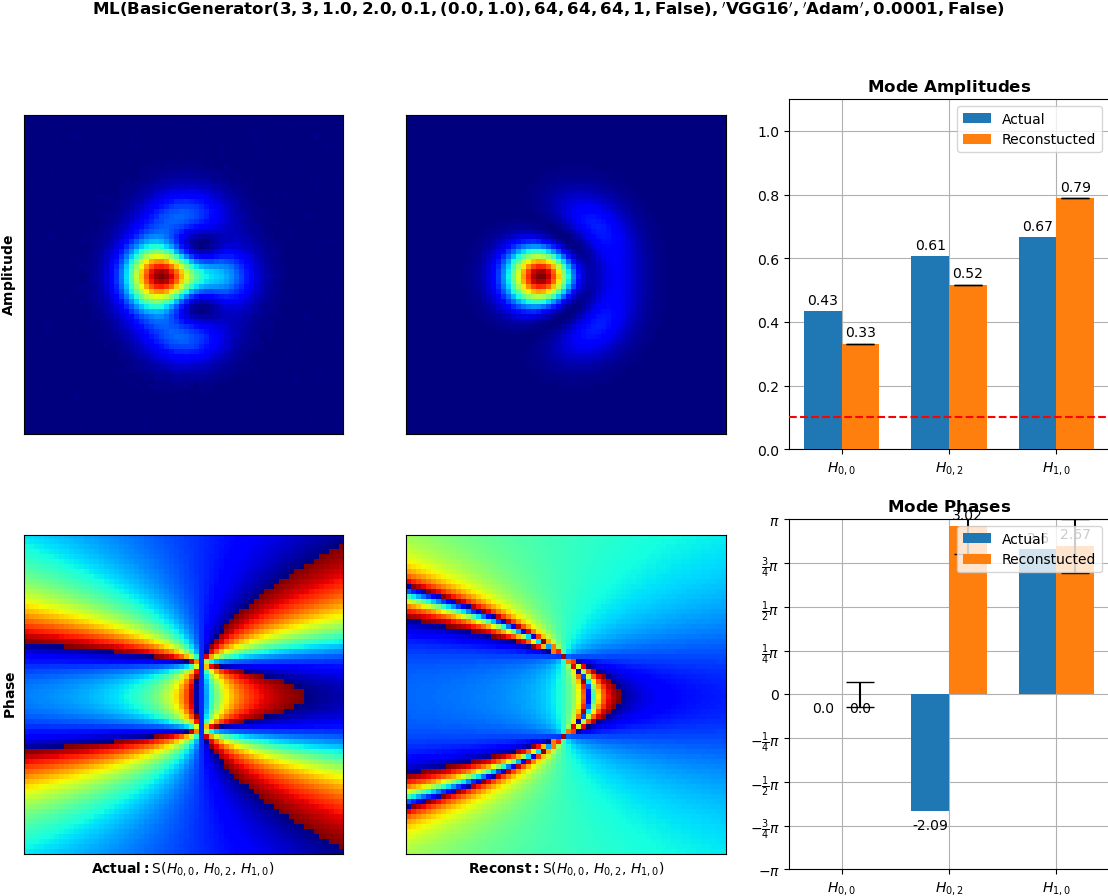 ML(BasicGenerator(3, 3, 1.0, 2.0, 0.1, (0.0, 1.0), 64, 64, 64, 1, False), 'VGG16', 'Adam', 0.0001, False)
Amplitude
Mode Amplitudes
Actual
Reconstucted
1.0
0.8
0.6
0.4
0.2
0.0
0.43
0.33
0.61
0.52
0.67
0.79
H0,0
H0,2
H1,0
Phase
Actual: S(H0,0, H0,2, H1,0)
Reconst: S(H0,0, H0,2, H1,0)
Mode Phases
Actual
Reconstucted
π
3/4π
1/2π
1/4π
0
−1/4π
−1/2π
−3/4π
−π
0.0
0.0
-2.09
3.02
2.67
H0,0
H0,2
H1,0